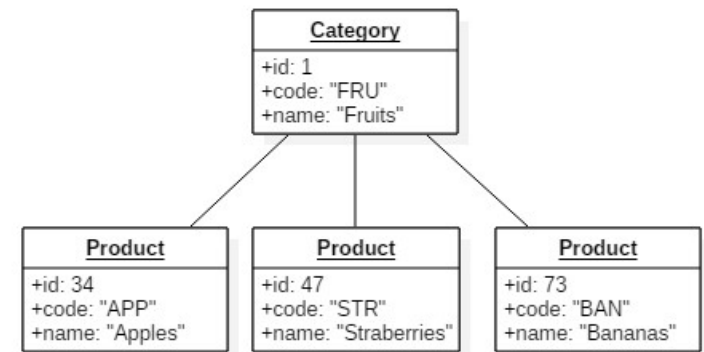 Category
+id: 1
+code: "FRU"
+name: "Fruits"
Product
+id: 34
+code: "APP"
+name: "Apples"
Product
+id: 47
+code: "STR"
+name: "Straberries"
Product
+id: 73
+code: "BAN"
+name: "Bananas"